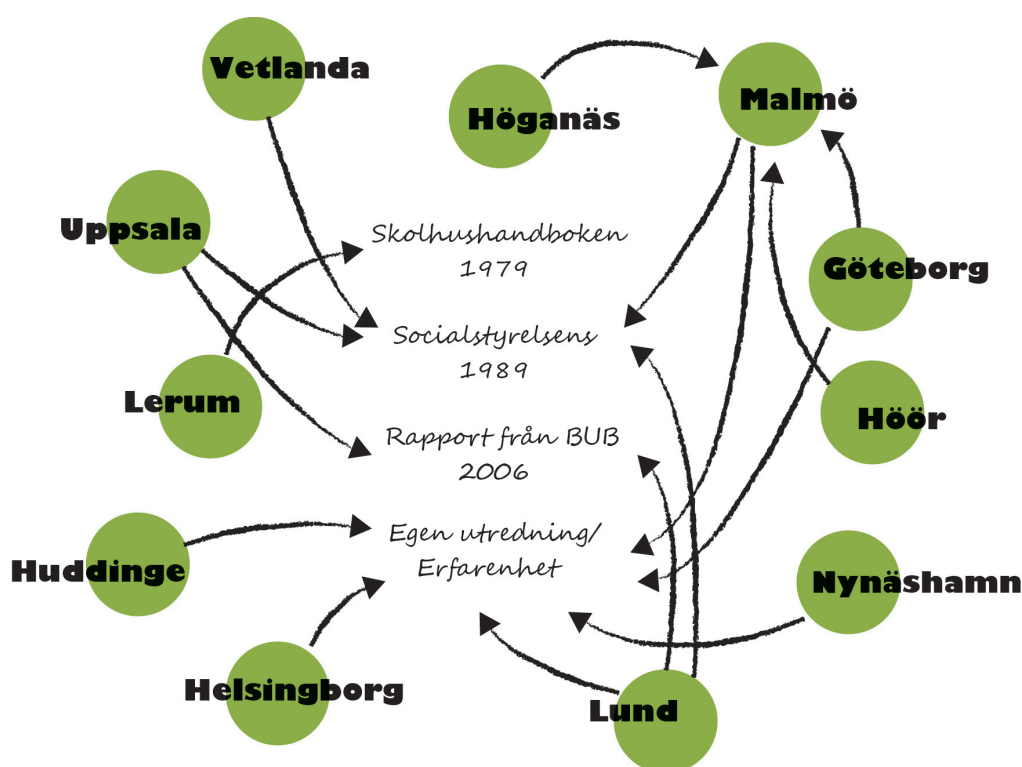 Vetlanda
Höganäs
Malmö
Uppsala
Skolhushandboken
1979
Göteborg
Socialstyrelsens
1989
Lerum
Höör
Rapport från BUB
2006
Egen utredning/
Erfarenhet
Huddinge
Nynäshamn
Helsingborg
Lund